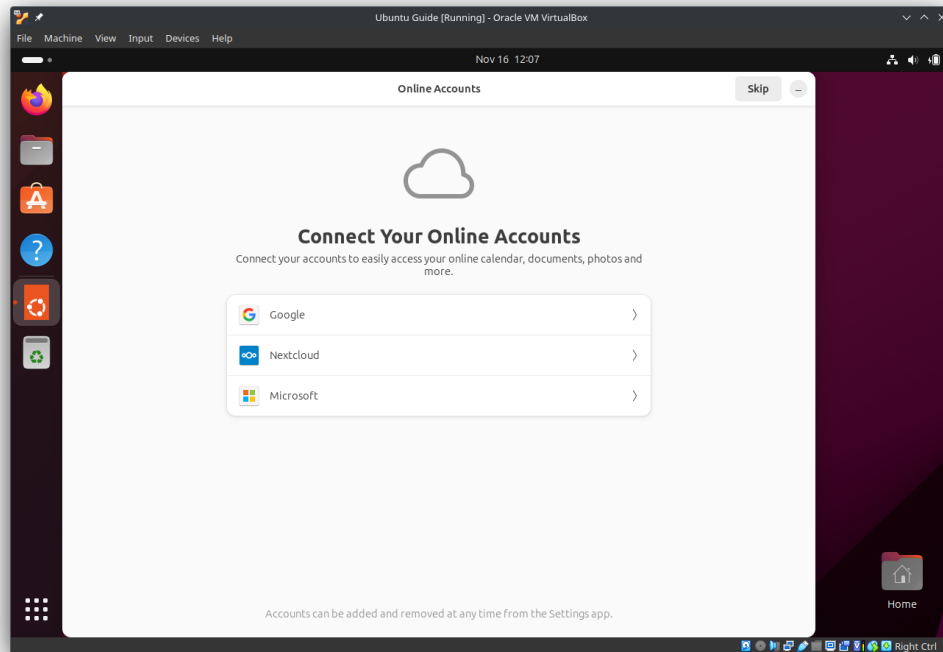 Ubuntu Guide [Running] - Oracle VM VirtualBox
File Machine View Input Devices Help
Nov 16 12:07
Online Accounts
Skip
Connect Your Online Accounts
Connect your accounts to easily access your online calendar, documents, photos and
more.
Google
Nextcloud
Microsoft
Accounts can be added and removed at any time from the Settings app.
Home
Right Ctrl